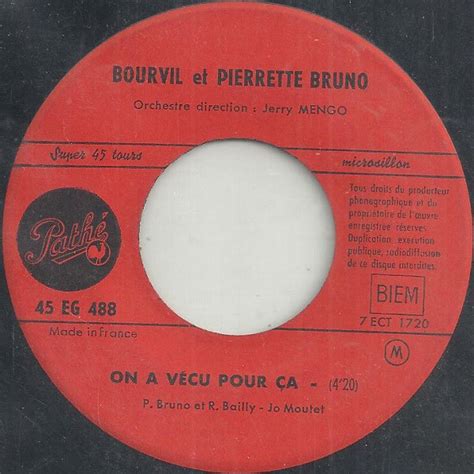 BOURVIL et PIERRETTE BRUNO
Orchestre direction : Jerry MENGO
Super 45 tours
microsillon
Pathé
45 EG 488
Made in France
Tous droits du producteur
phonographique et du
propriétaire de l'œuvre
enregistrée réservés.
Duplication, execution
publique, radiodiffusion
de ce disque interdites.
BIEM
7 ECT 1720
M
ON A VÉCU POUR ÇA - (4'20)
P. Bruno et R. Bailly - Jo Moutet